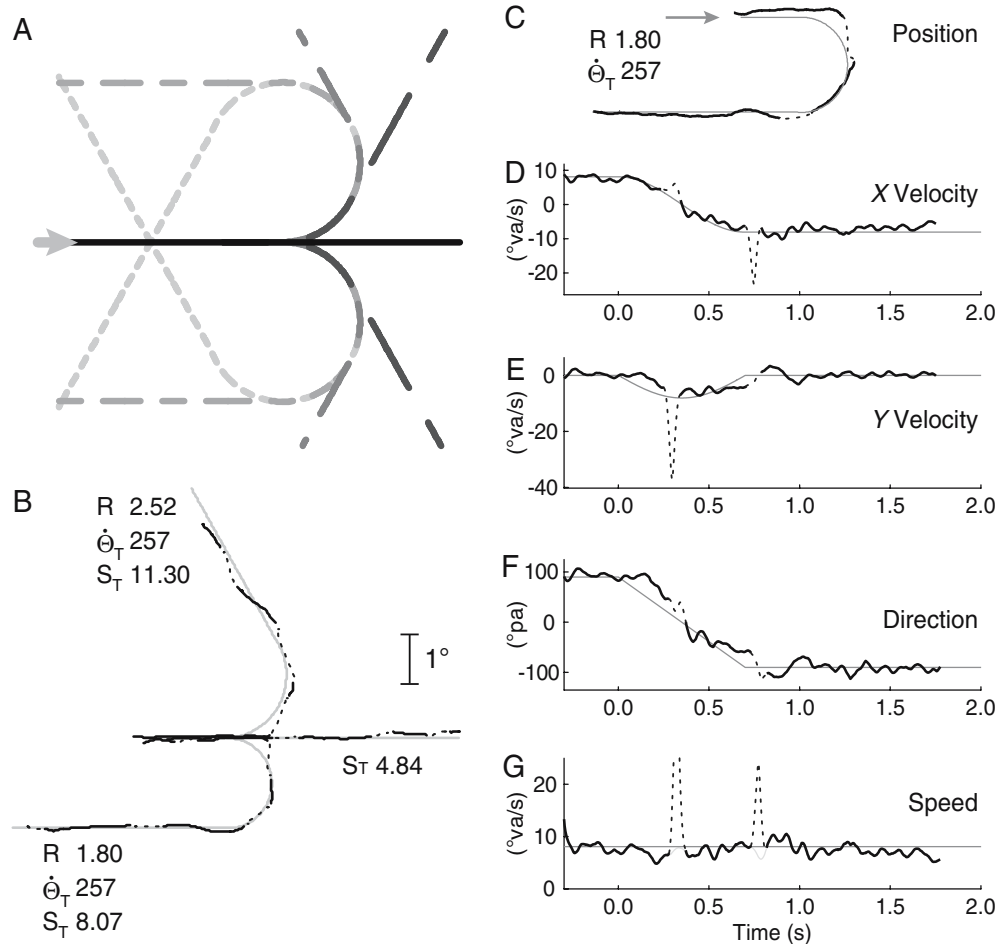 A
B
R 2.52
Θ̇T 257
ST 11.30
1°
ST 4.84
R 1.80
Θ̇T 257
ST 8.07
C
R 1.80
Θ̇T 257
Position
D
10
0
-10
-20
(°va/s)
X Velocity
0.0 0.5 1.0 1.5 2.0
E
0
-20
-40
(°va/s)
Y Velocity
0.0 0.5 1.0 1.5 2.0
F
100
0
-100
(°pa)
Direction
0.0 0.5 1.0 1.5 2.0
G
20
10
0
(°va/s)
Speed
0.0 0.5 1.0 1.5 2.0
Time (s)